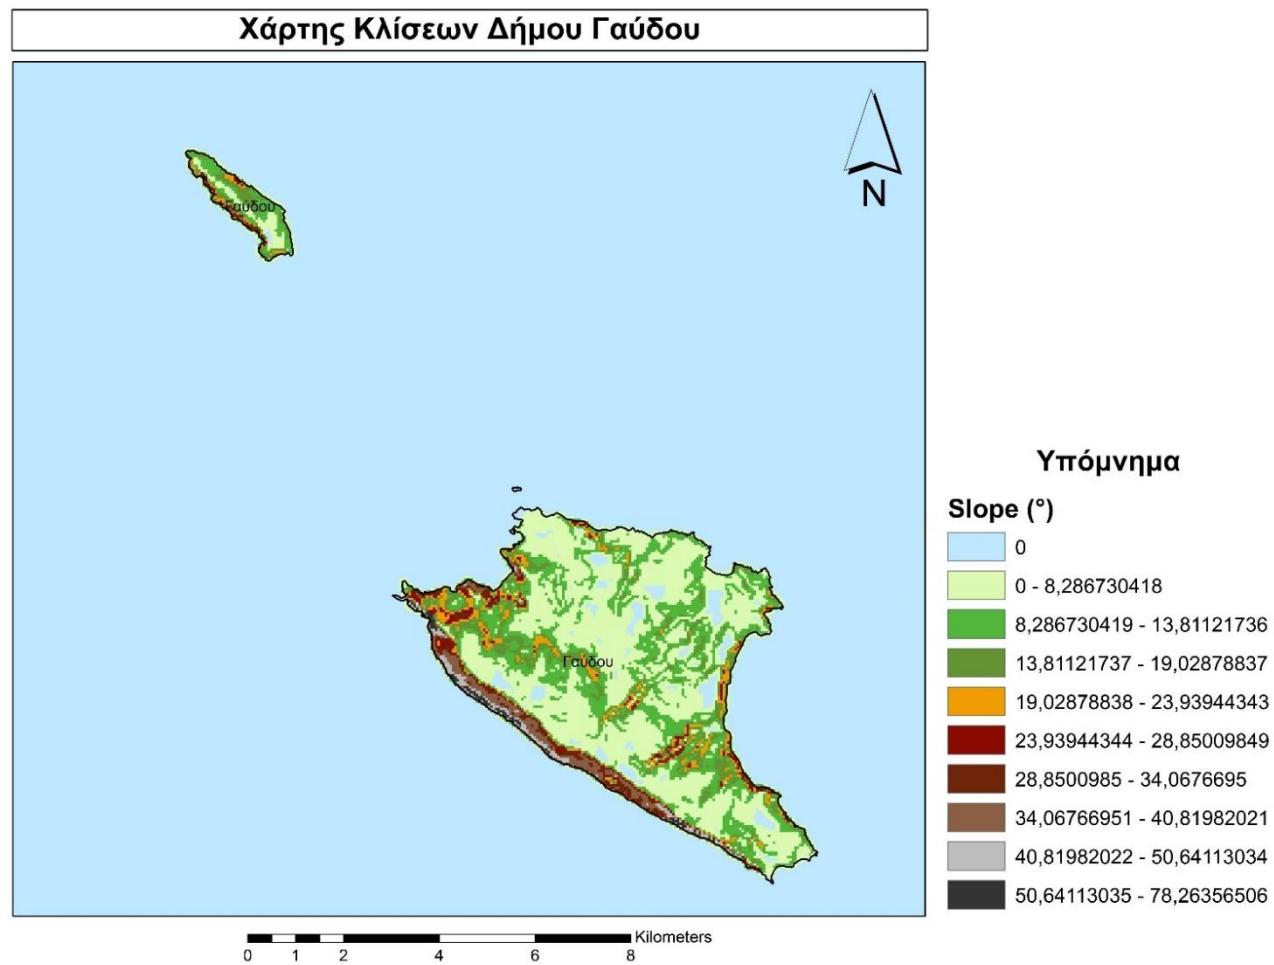 Χάρτης Κλίσεων Δήμου Γαύδου
N
Γαύδου
Γαύδου
Υπόμνημα
Slope (°)
0
0 - 8,286730418
8,286730419 - 13,81121736
13,81121737 - 19,02878837
19,02878838 - 23,93944343
23,93944344 - 28,85009849
28,8500985 - 34,0676695
34,06766951 - 40,81982021
40,81982022 - 50,64113034
50,64113035 - 78,26356506
Kilometers
0 1 2 4 6 8